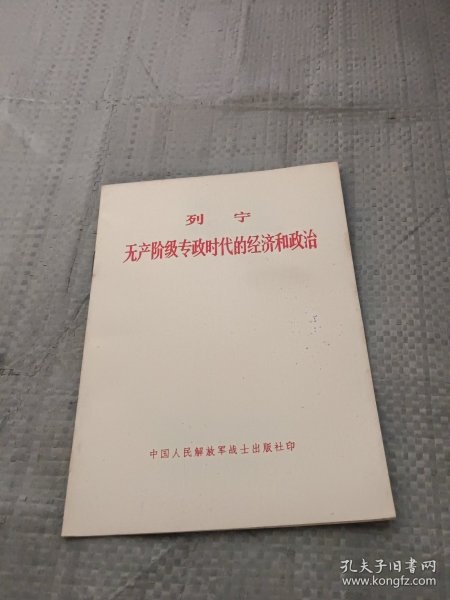 列 宁
无产阶级专政时代的经济和政治
中国人民解放军战士出版社印
孔夫子旧书网
www.kongfz.com